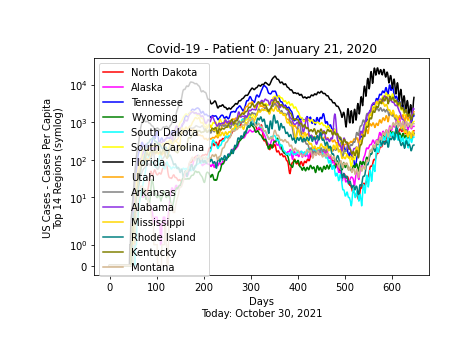 Covid-19 - Patient 0: January 21, 2020
US Cases - Cases Per Capita
Top 14 Regions (symlog)
10⁴
10³
10²
10¹
10⁰
0
North Dakota
Alaska
Tennessee
Wyoming
South Dakota
South Carolina
Florida
Utah
Arkansas
Alabama
Mississippi
Rhode Island
Kentucky
Montana
0 100 200 300 400 500 600
Days
Today: October 30, 2021